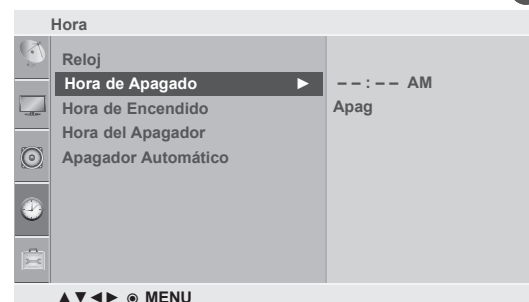 Hora
Reloj
Hora de Apagado ►
– – : – – AM
Hora de Encendido
Apag
Hora del Apagador
Apagador Automático
▲▼◄► ⊙ MENU